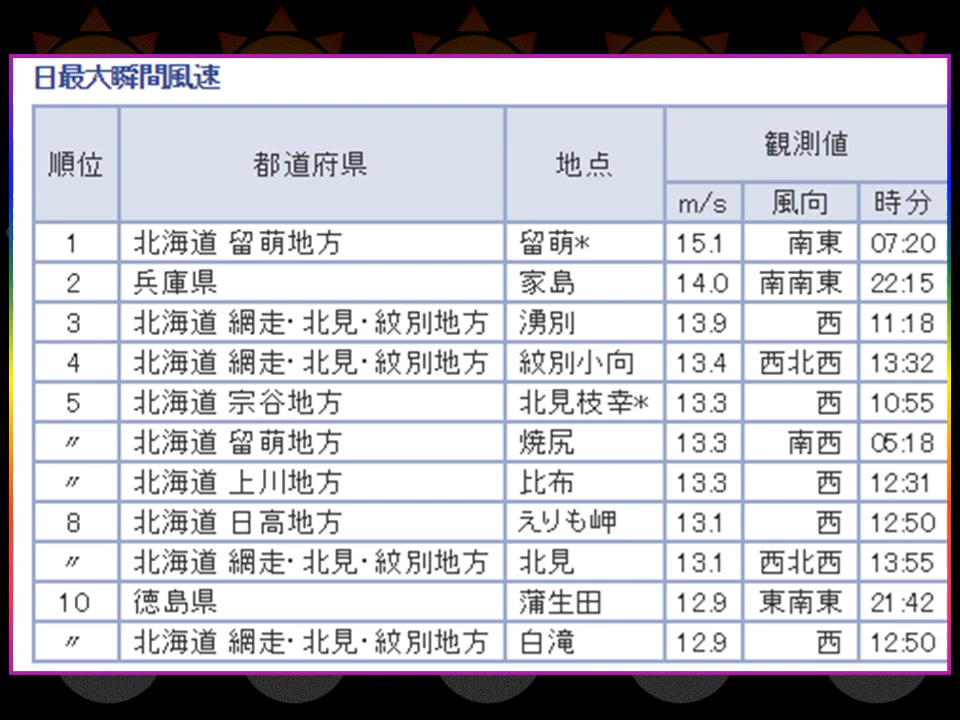 日最大瞬間風速
順位 都道府県 地点 観測値
m/s 風向 時分
1 北海道 留萌地方 留萌* 15.1 南東 07:20
2 兵庫県 家島 14.0 南南東 22:15
3 北海道 網走・北見・紋別地方 湧別 13.9 西 11:18
4 北海道 網走・北見・紋別地方 紋別小向 13.4 西北西 13:32
5 北海道 宗谷地方 北見枝幸* 13.3 西 10:55
〃 北海道 留萌地方 焼尻 13.3 南西 05:18
〃 北海道 上川地方 比布 13.3 西 12:31
8 北海道 日高地方 えりも岬 13.1 西 12:50
〃 北海道 網走・北見・紋別地方 北見 13.1 西北西 13:55
10 徳島県 蒲生田 12.9 東南東 21:42
〃 北海道 網走・北見・紋別地方 白滝 12.9 西 12:50